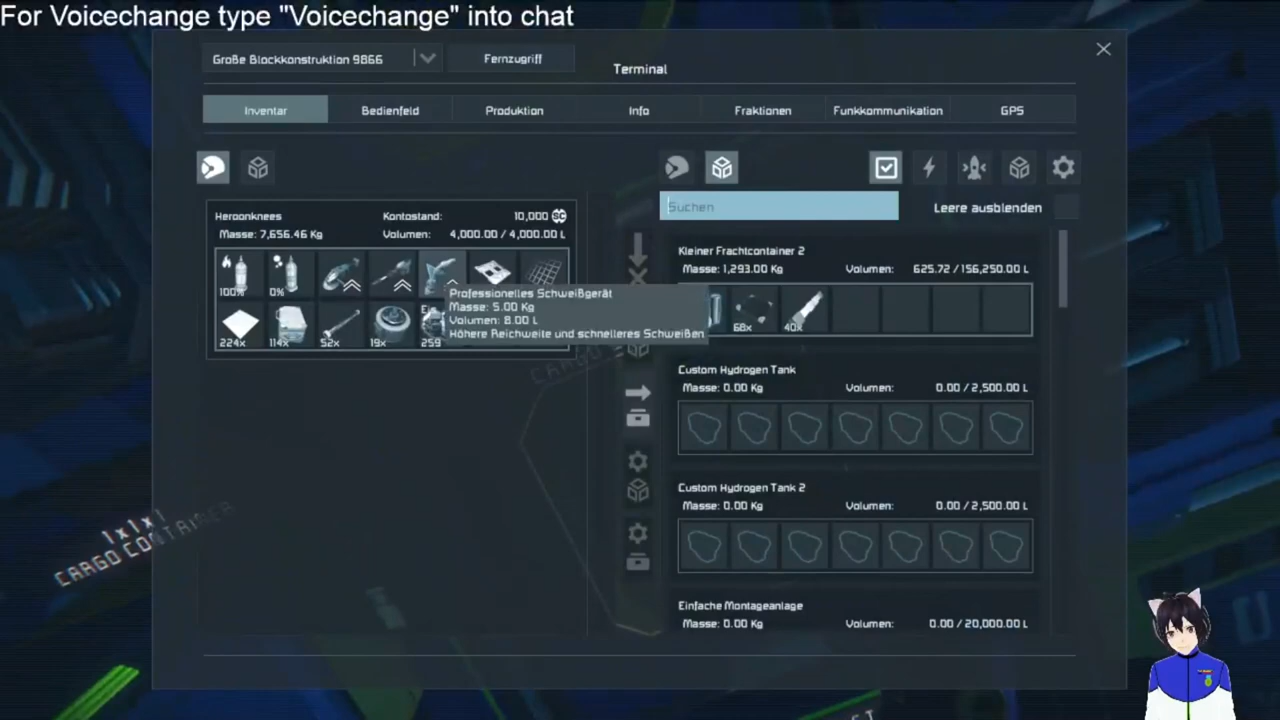 For Voicechange type "Voicechange" into chat
Große Blockkonstruktion 9866
Fernzugriff
Terminal
Inventar
Bedienfeld
Produktion
Info
Fraktionen
Funkkommunikation
GPS
Suchen
Leere ausblenden
Heroonknees
Kontostand: 10,000 SC
Masse: 7,656.46 Kg
Volumen: 4,000.00 / 4,000.00 L
100%
0%
224x
114x
52x
19x
259
Professionelles Schweißgerät
Masse: 5.00 Kg
Volumen: 8.00 L
Höhere Reichweite und schnelleres Schweißen
Kleiner Frachtcontainer 2
Masse: 1,293.00 Kg
Volumen: 625.72 / 156,250.00 L
68x
40x
Custom Hydrogen Tank
Masse: 0.00 Kg
Volumen: 0.00 / 2,500.00 L
Custom Hydrogen Tank 2
Masse: 0.00 Kg
Volumen: 0.00 / 2,500.00 L
Einfache Montageanlage
Masse: 0.00 Kg
Volumen: 0.00 / 20,000.00 L
1x1x1
CARGO CONTAINER